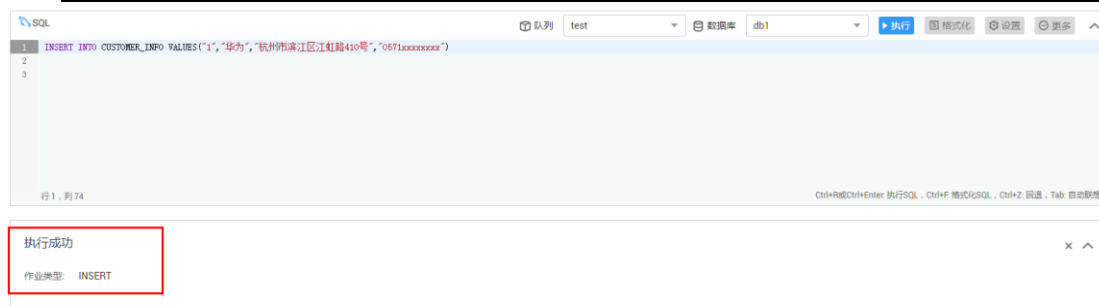 SQL 队列 test 数据库 db1 执行 格式化 设置 更多
1 INSERT INTO CUSTOMER_INFO VALUES("1","华为","杭州市滨江区江虹路410号","0571xxxxxxxx")
2
3
行 1，列 74 Ctrl+R或Ctrl+Enter: 执行SQL，Ctrl+F: 格式化SQL，Ctrl+Z: 回退，Tab: 自动联想
执行成功
作业类型: INSERT